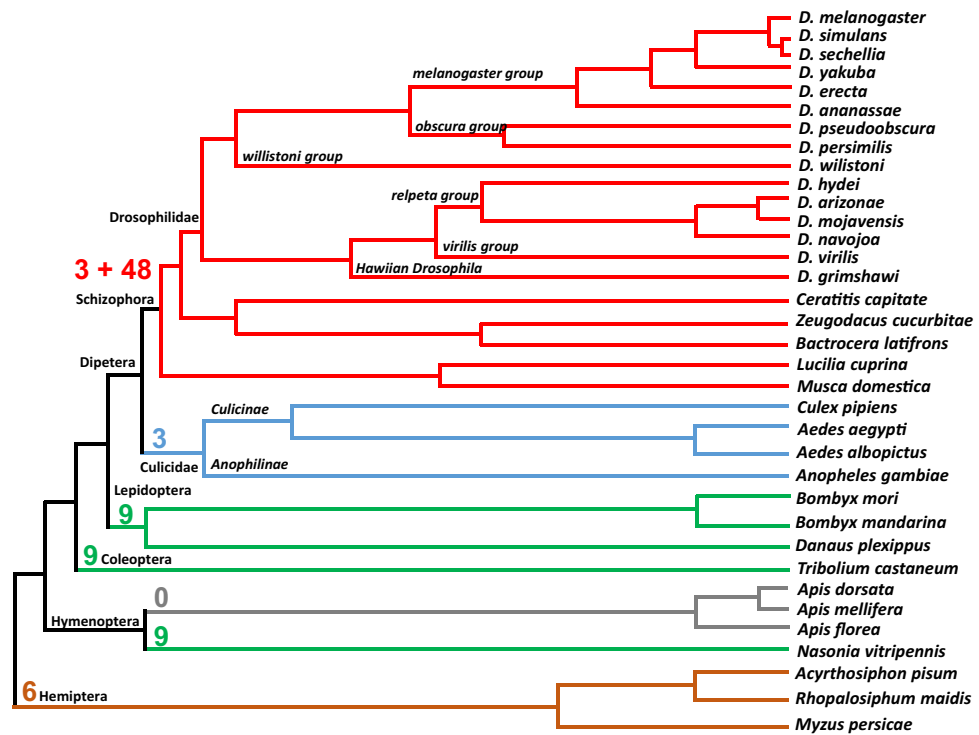 D. melanogaster
D. simulans
D. sechellia
melanogaster group
D. yakuba
D. erecta
D. ananassae
obscura group
D. pseudoobscura
D. persimilis
willistoni group
D. wilistoni
D. hydei
relpeta group
D. arizonae
Drosophilidae
D. mojavensis
D. navojoa
virilis group
D. virilis
Hawiian Drosophila
D. grimshawi
3 + 48
Schizophora
Ceratitis capitate
Zeugodacus cucurbitae
Bactrocera latifrons
Dipetera
Lucilia cuprina
Musca domestica
Culicinae
Culex pipiens
Aedes aegypti
3
Aedes albopictus
Culicidae
Anophilinae
Anopheles gambiae
Lepidoptera
Bombyx mori
9
Bombyx mandarina
Danaus plexippus
9 Coleoptera
Tribolium castaneum
Apis dorsata
0
Apis mellifera
Hymenoptera
Apis florea
9
Nasonia vitripennis
Acyrthosiphon pisum
6 Hemiptera
Rhopalosiphum maidis
Myzus persicae